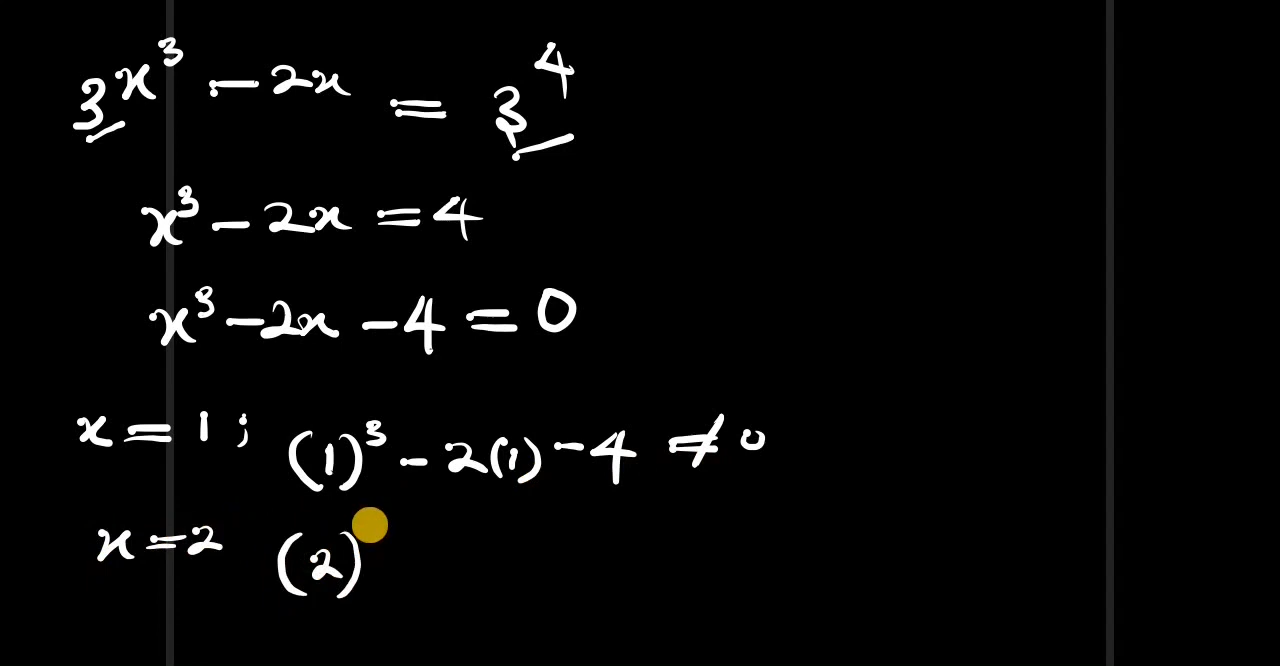 3^{x^3 - 2x} = 3^4
x^3 - 2x = 4
x^3 - 2x - 4 = 0
x = 1 ; (1)^3 - 2(1) - 4 ≠ 0
x = 2 (2)